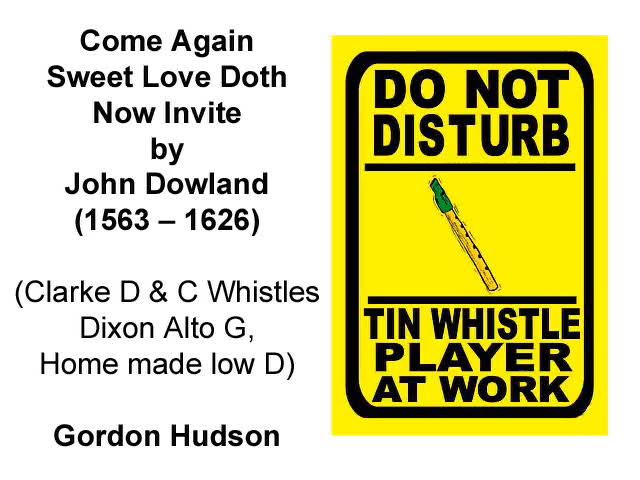 Come Again
Sweet Love Doth
Now Invite
by
John Dowland
(1563 – 1626)
(Clarke D & C Whistles
Dixon Alto G,
Home made low D)
Gordon Hudson
DO NOT
DISTURB
TIN WHISTLE
PLAYER
AT WORK